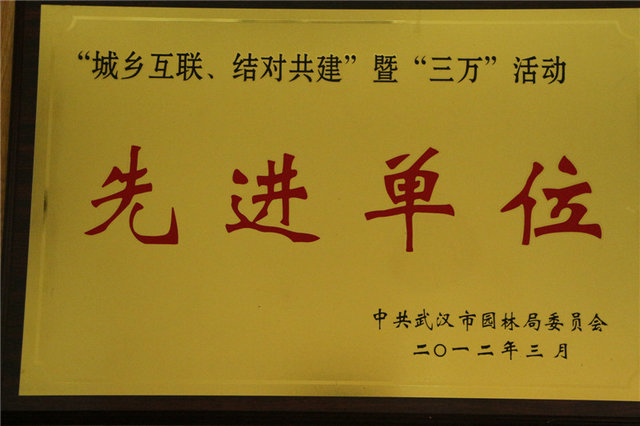 “城乡互联、结对共建”暨“三万”活动
先进单位
中共武汉市园林局委员会
二〇一二年三月